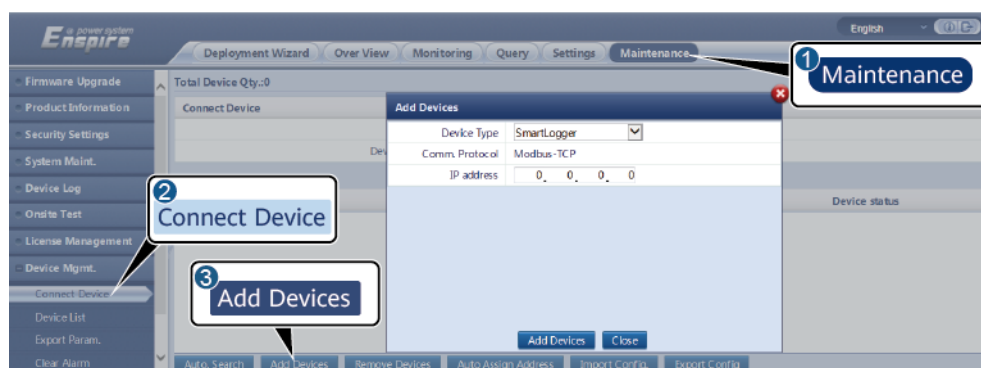 e power system
Enspire
English
Deployment Wizard Over View Monitoring Query Settings Maintenance
1
Maintenance
Firmware Upgrade
Product Information
Security Settings
System Maint.
Device Log
Onsite Test
License Management
Device Mgmt.
Connect Device
Device List
Export Param.
Clear Alarm
Total Device Qty.:0
Connect Device
Dev
Device status
Add Devices
Device Type SmartLogger
Comm. Protocol Modbus-TCP
IP address 0. 0. 0. 0
Add Devices Close
2
Connect Device
3
Add Devices
Auto. Search Add Devices Remove Devices Auto Assign Address Import Config. Export Config